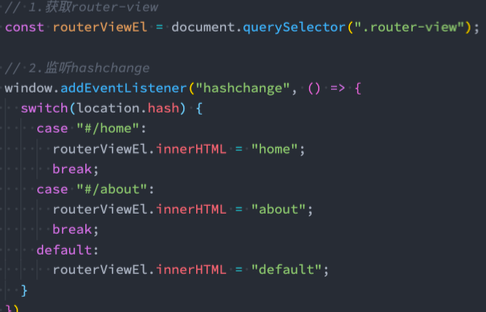 // 1.获取router-view
const routerViewEl = document.querySelector(".router-view");
// 2.监听hashchange
window.addEventListener("hashchange", () => {
switch(location.hash) {
case "#/home":
routerViewEl.innerHTML = "home";
break;
case "#/about":
routerViewEl.innerHTML = "about";
break;
default:
routerViewEl.innerHTML = "default";
}
})